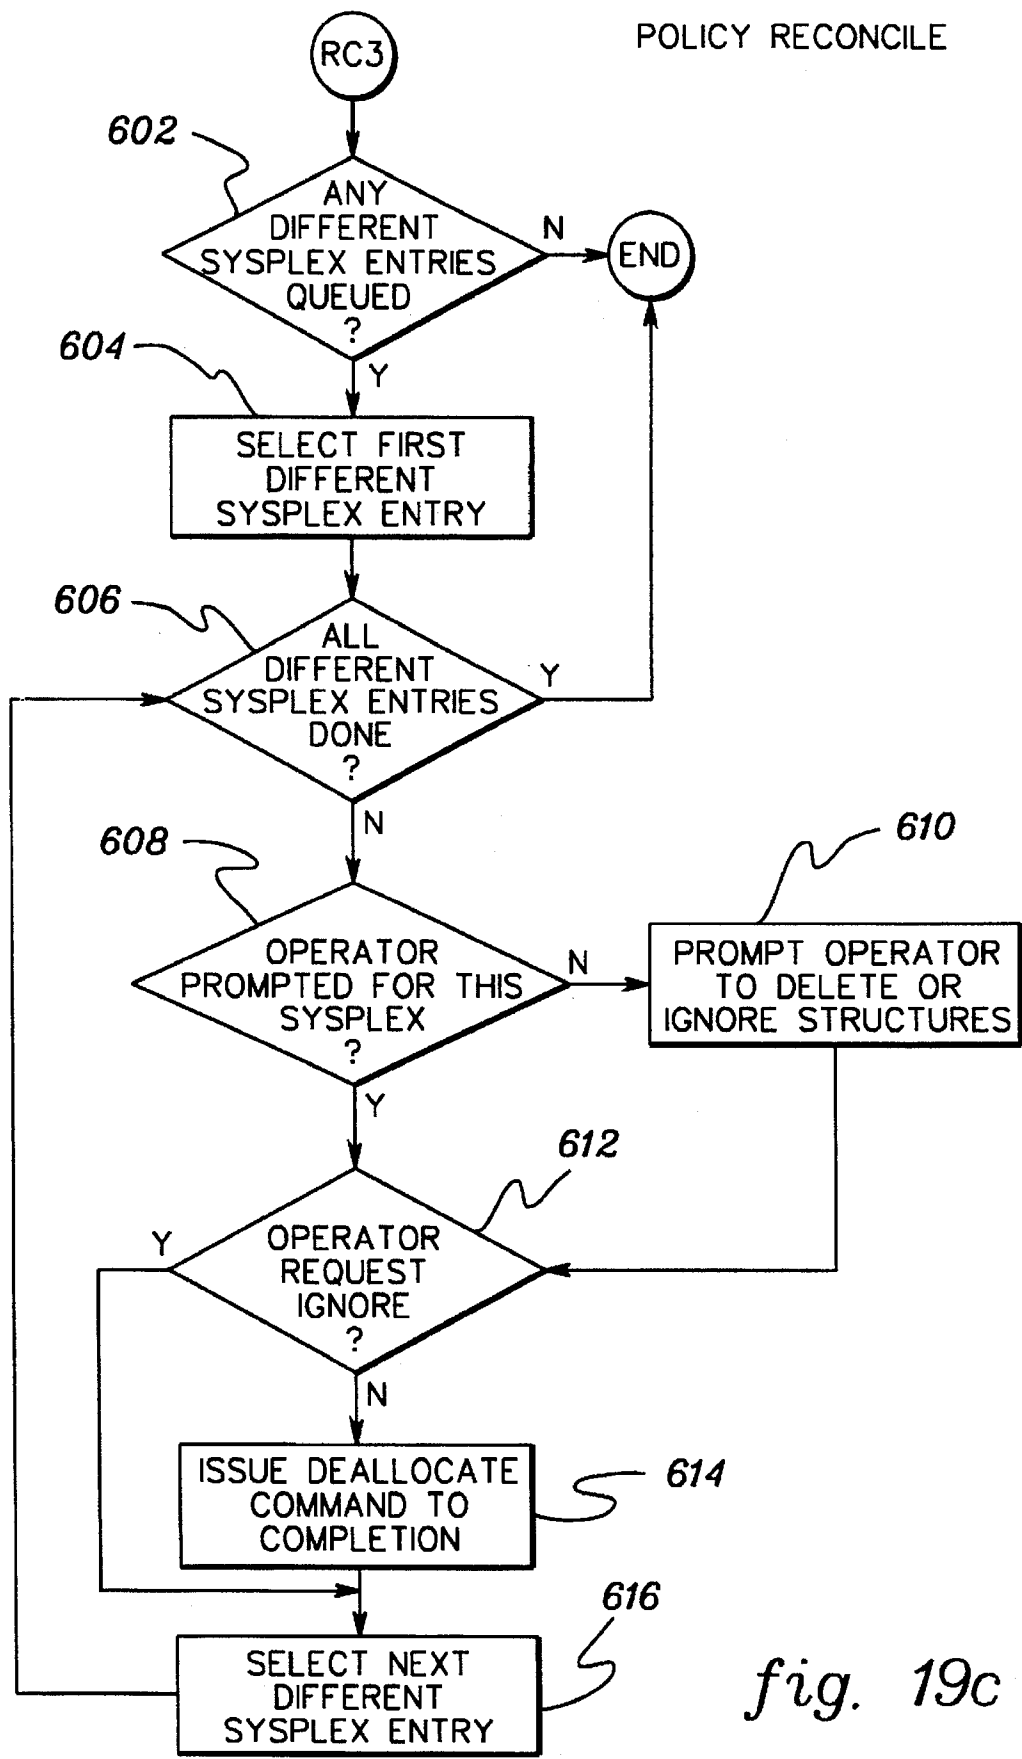 RC3
POLICY RECONCILE
602
ANY
DIFFERENT
SYSPLEX ENTRIES
QUEUED
?
N
END
Y
604
SELECT FIRST
DIFFERENT
SYSPLEX ENTRY
606
ALL
DIFFERENT
SYSPLEX ENTRIES
DONE
?
Y
N
608
OPERATOR
PROMPTED FOR THIS
SYSPLEX
?
N
610
PROMPT OPERATOR
TO DELETE OR
IGNORE STRUCTURES
Y
612
OPERATOR
REQUEST
IGNORE
?
Y
N
614
ISSUE DEALLOCATE
COMMAND TO
COMPLETION
616
SELECT NEXT
DIFFERENT
SYSPLEX ENTRY
fig. 19c